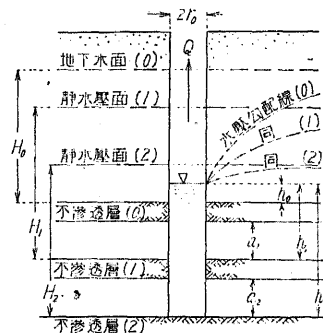 2r₀
Q
地下水面 (0)
静水壓面 (1)
水壓勾配線 (0)
同 (1)
静水壓面 (2)
同 (2)
H₀
h₀
不滲透層 (0)
H₁
a₁
h₁
不滲透層 (1)
H₂
a₂
h
不滲透層 (2)